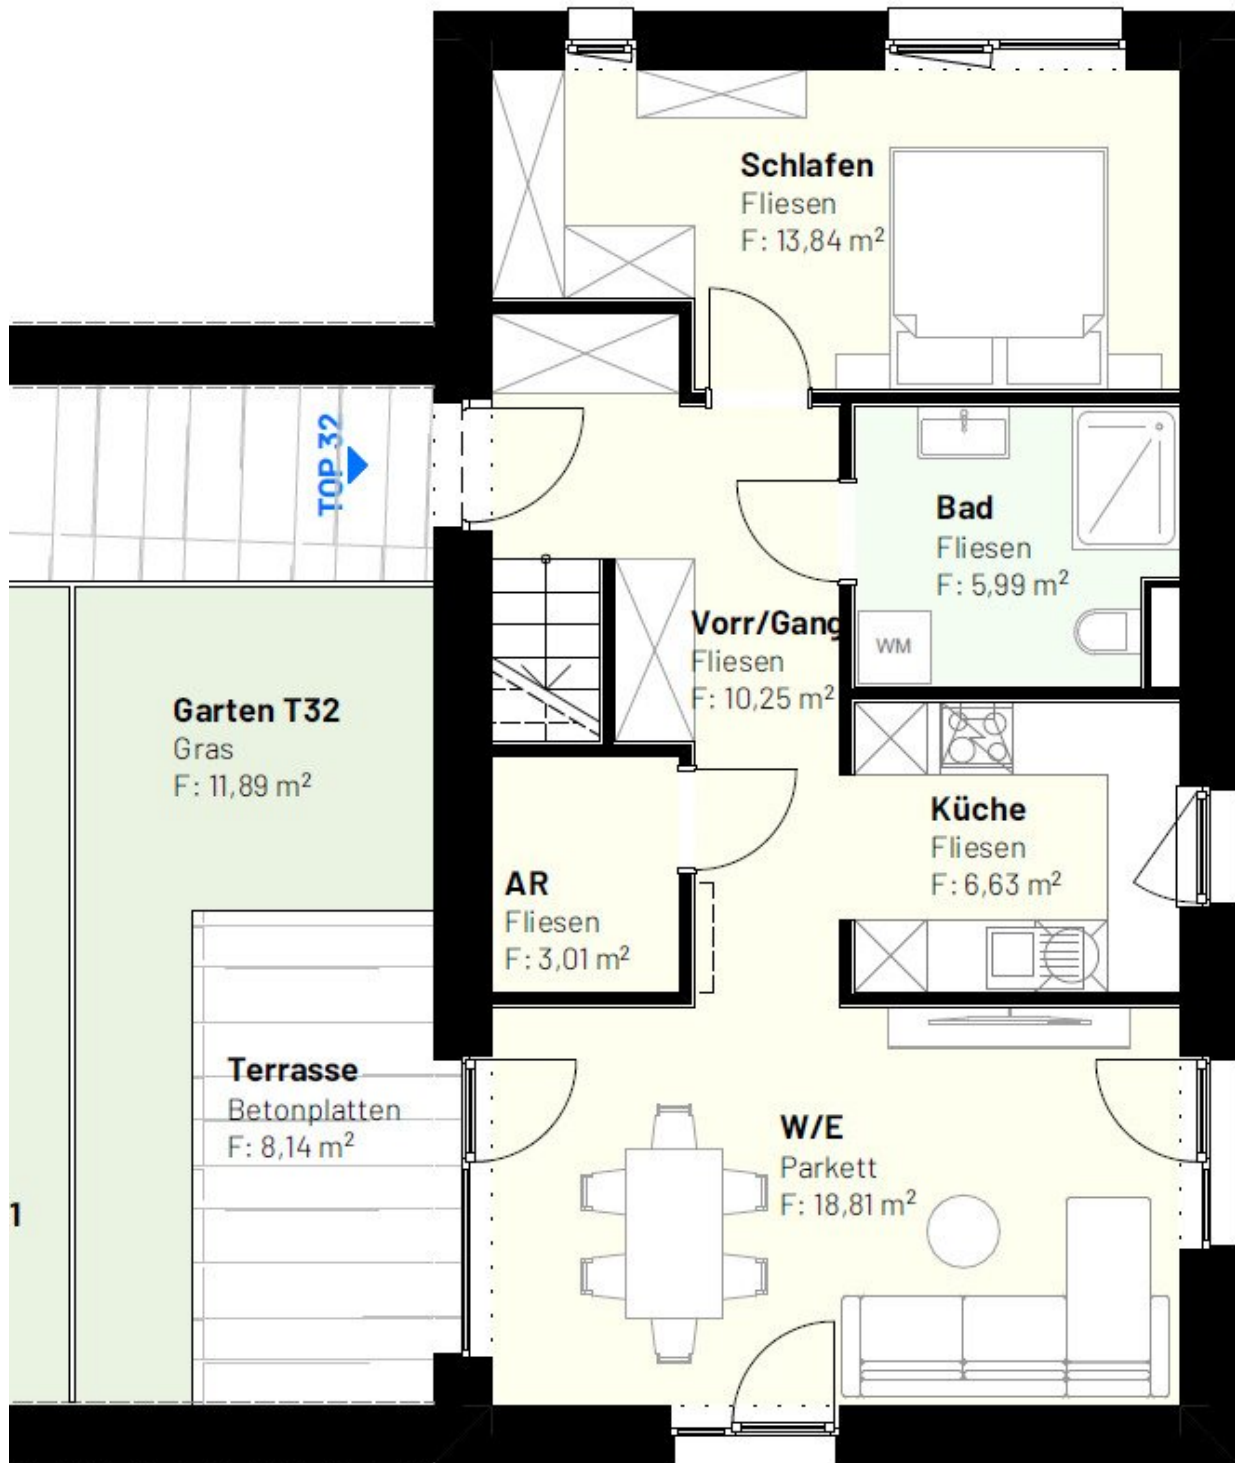 Schlafen
Fliesen
F: 13,84 m²
TOP 32
Bad
Fliesen
F: 5,99 m²
WM
Vorr/Gang
Fliesen
F: 10,25 m²
Garten T32
Gras
F: 11,89 m²
Küche
Fliesen
F: 6,63 m²
AR
Fliesen
F: 3,01 m²
Terrasse
Betonplatten
F: 8,14 m²
W/E
Parkett
F: 18,81 m²
1